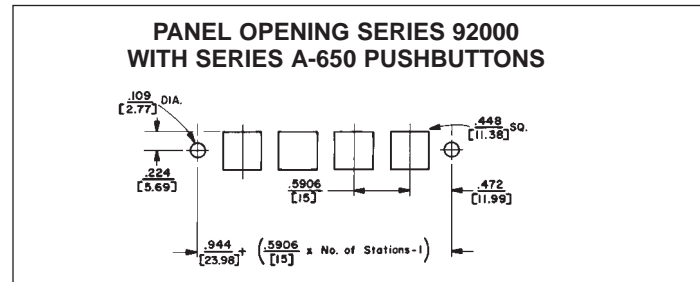 PANEL OPENING SERIES 92000
WITH SERIES A-650 PUSHBUTTONS
.109
[2.77] DIA.
.448
[11.38] SQ.
.224
[5.69]
.5906
[15]
.472
[11.99]
.944
[23.98] + ( .5906
[15] x No. of Stations-1 )